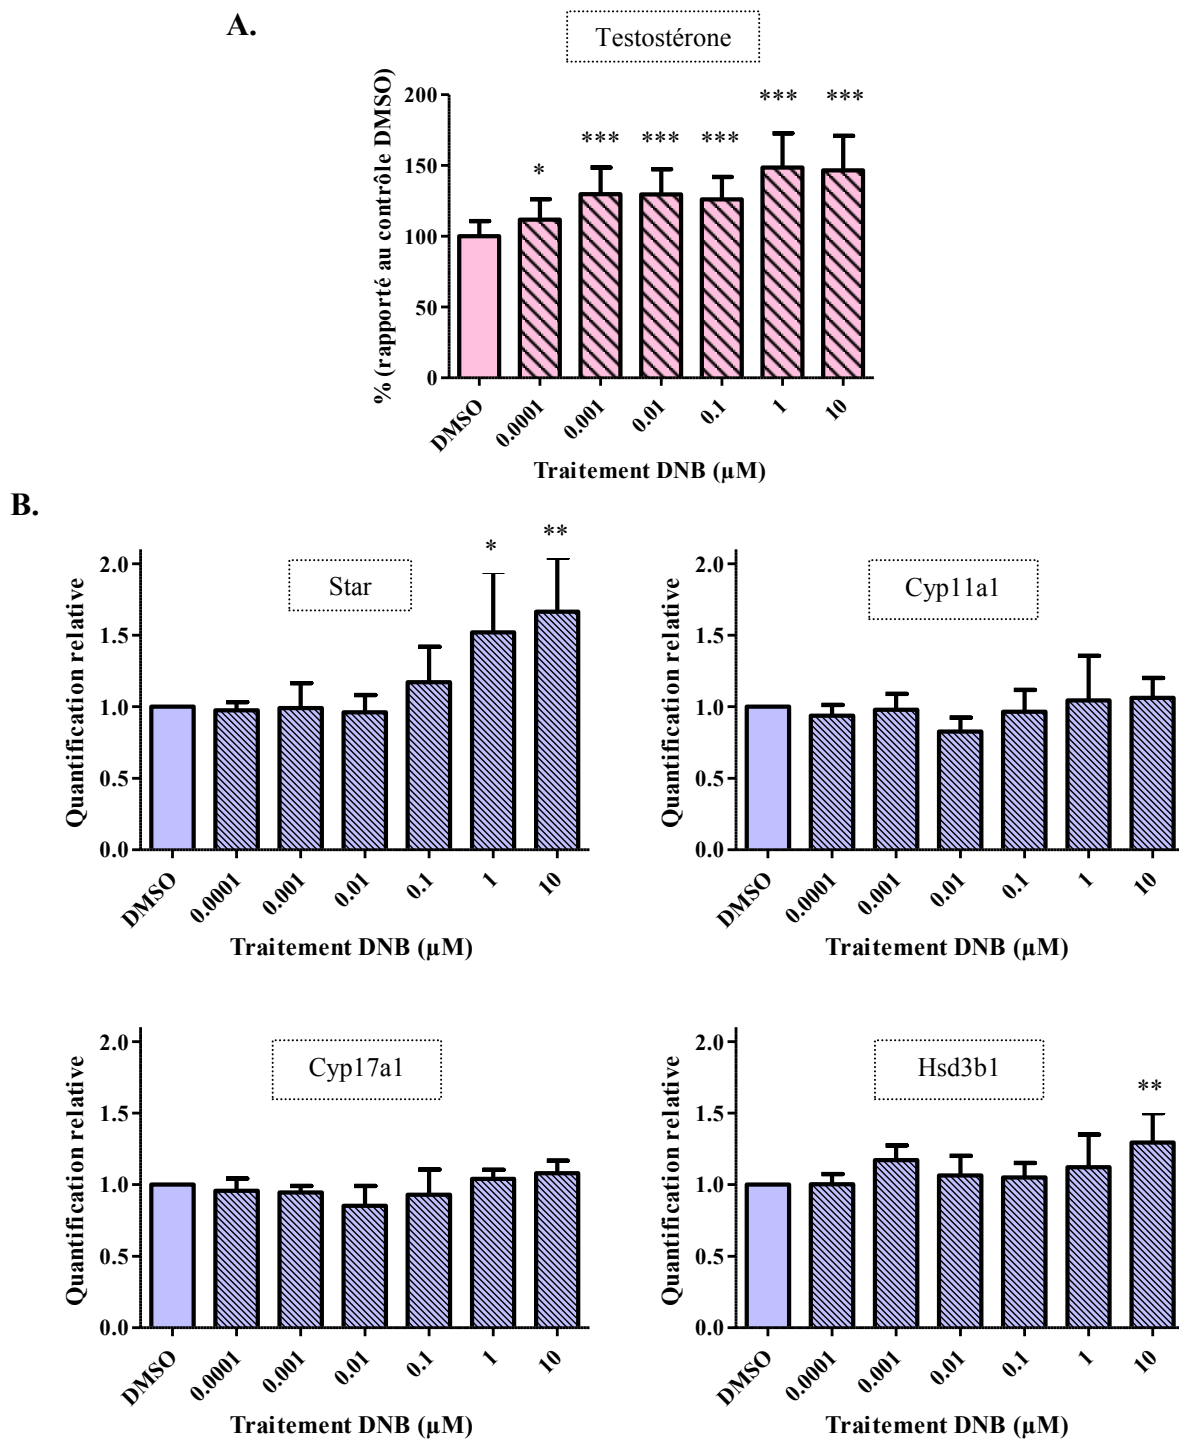 A.
Testostérone
% (rapporté au contrôle DMSO)
200
150
100
50
0
* *** *** *** *** ***
DMSO 0.0001 0.001 0.01 0.1 1 10
Traitement DNB (µM)
B.
Star
Quantification relative
2.0
1.5
1.0
0.5
0.0
* **
DMSO 0.0001 0.001 0.01 0.1 1 10
Traitement DNB (µM)
Cyp11a1
Quantification relative
2.0
1.5
1.0
0.5
0.0
DMSO 0.0001 0.001 0.01 0.1 1 10
Traitement DNB (µM)
Cyp17a1
Quantification relative
2.0
1.5
1.0
0.5
0.0
DMSO 0.0001 0.001 0.01 0.1 1 10
Traitement DNB (µM)
Hsd3b1
Quantification relative
2.0
1.5
1.0
0.5
0.0
**
DMSO 0.0001 0.001 0.01 0.1 1 10
Traitement DNB (µM)